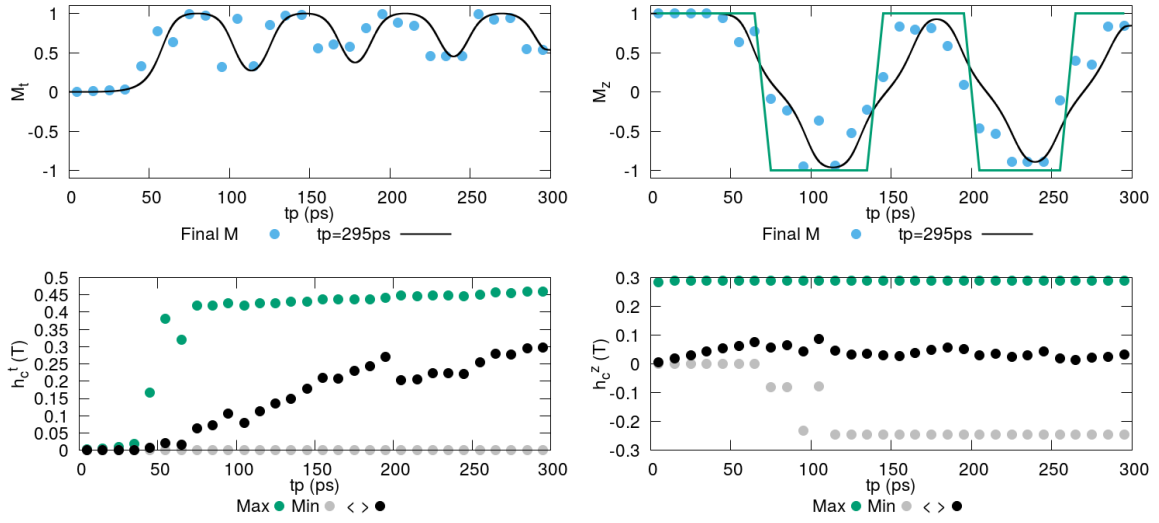 1
0.5
0
-0.5
-1
M_t
0 50 100 150 200 250 300
tp (ps)
Final M tp=295ps
1
0.5
0
-0.5
-1
M_z
0 50 100 150 200 250 300
tp (ps)
Final M tp=295ps
0.5
0.45
0.4
0.35
0.3
0.25
0.2
0.15
0.1
0.05
0
h_c^t (T)
0 50 100 150 200 250 300
tp (ps)
Max Min < >
0.3
0.2
0.1
0
-0.1
-0.2
-0.3
h_c^z (T)
0 50 100 150 200 250 300
tp (ps)
Max Min < >